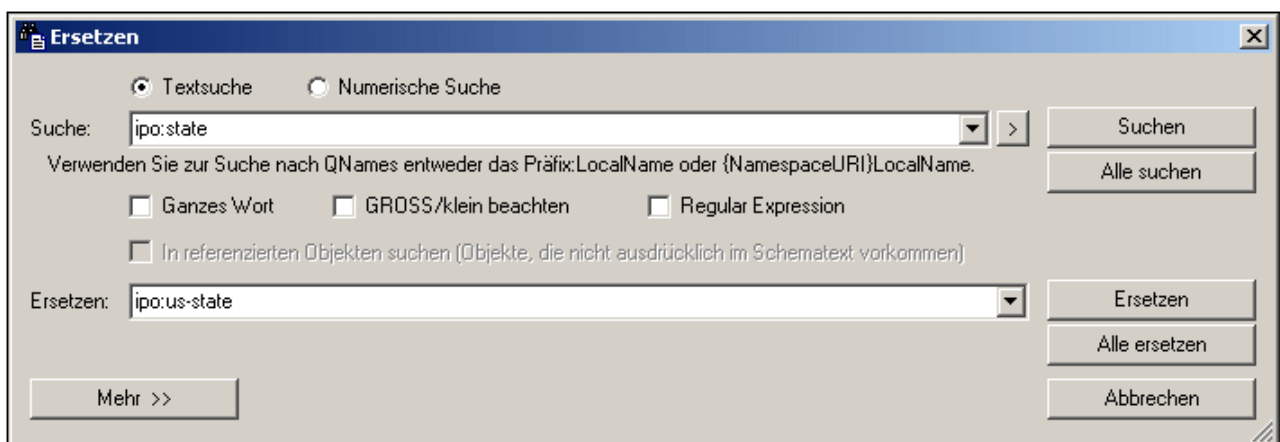 Ersetzen
Textsuche Numerische Suche
Suche: ipo:state > Suchen
Verwenden Sie zur Suche nach QNames entweder das Präfix:LocalName oder {NamespaceURI}LocalName.
Alle suchen
Ganzes Wort GROSS/klein beachten Regular Expression
In referenzierten Objekten suchen (Objekte, die nicht ausdrücklich im Schematext vorkommen)
Ersetzen: ipo:us-state Ersetzen
Alle ersetzen
Mehr >> Abbrechen